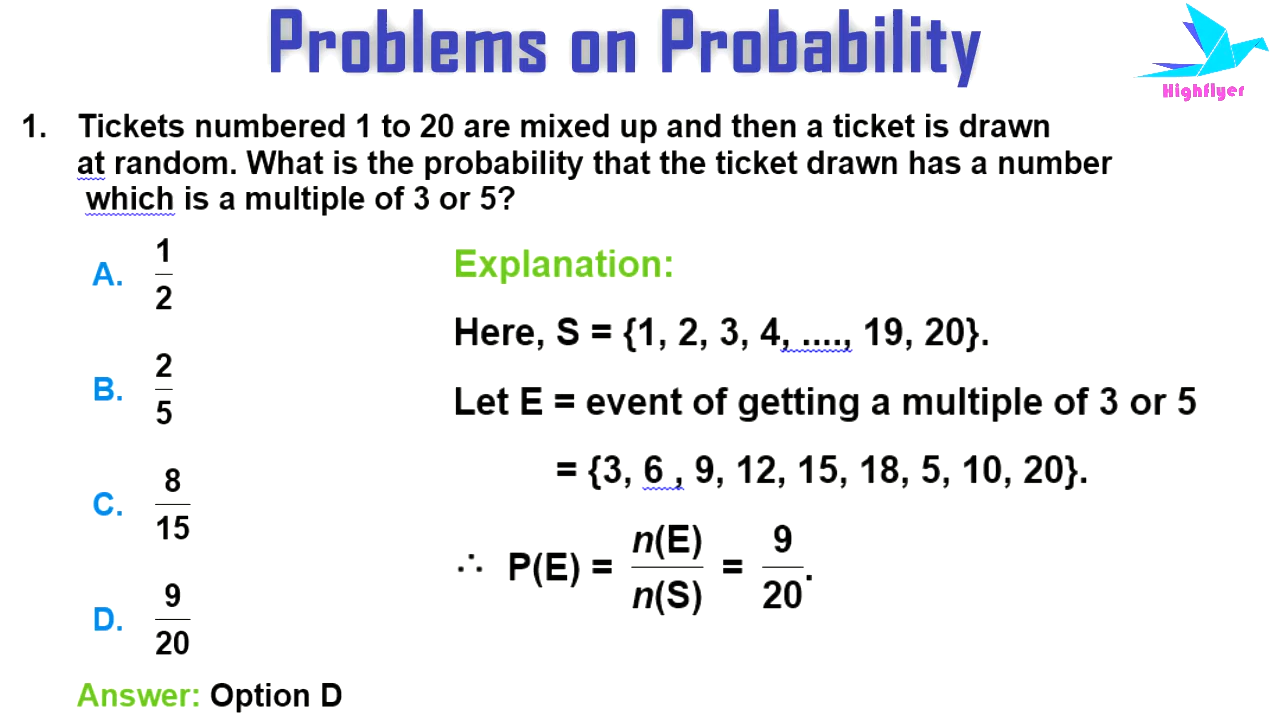 Problems on Probability
Highflyer
1. Tickets numbered 1 to 20 are mixed up and then a ticket is drawn
at random. What is the probability that the ticket drawn has a number
which is a multiple of 3 or 5?
A. 1/2
B. 2/5
C. 8/15
D. 9/20
Answer: Option D
Explanation:
Here, S = {1, 2, 3, 4, ...., 19, 20}.
Let E = event of getting a multiple of 3 or 5
= {3, 6 , 9, 12, 15, 18, 5, 10, 20}.
∴ P(E) = n(E)/n(S) = 9/20.